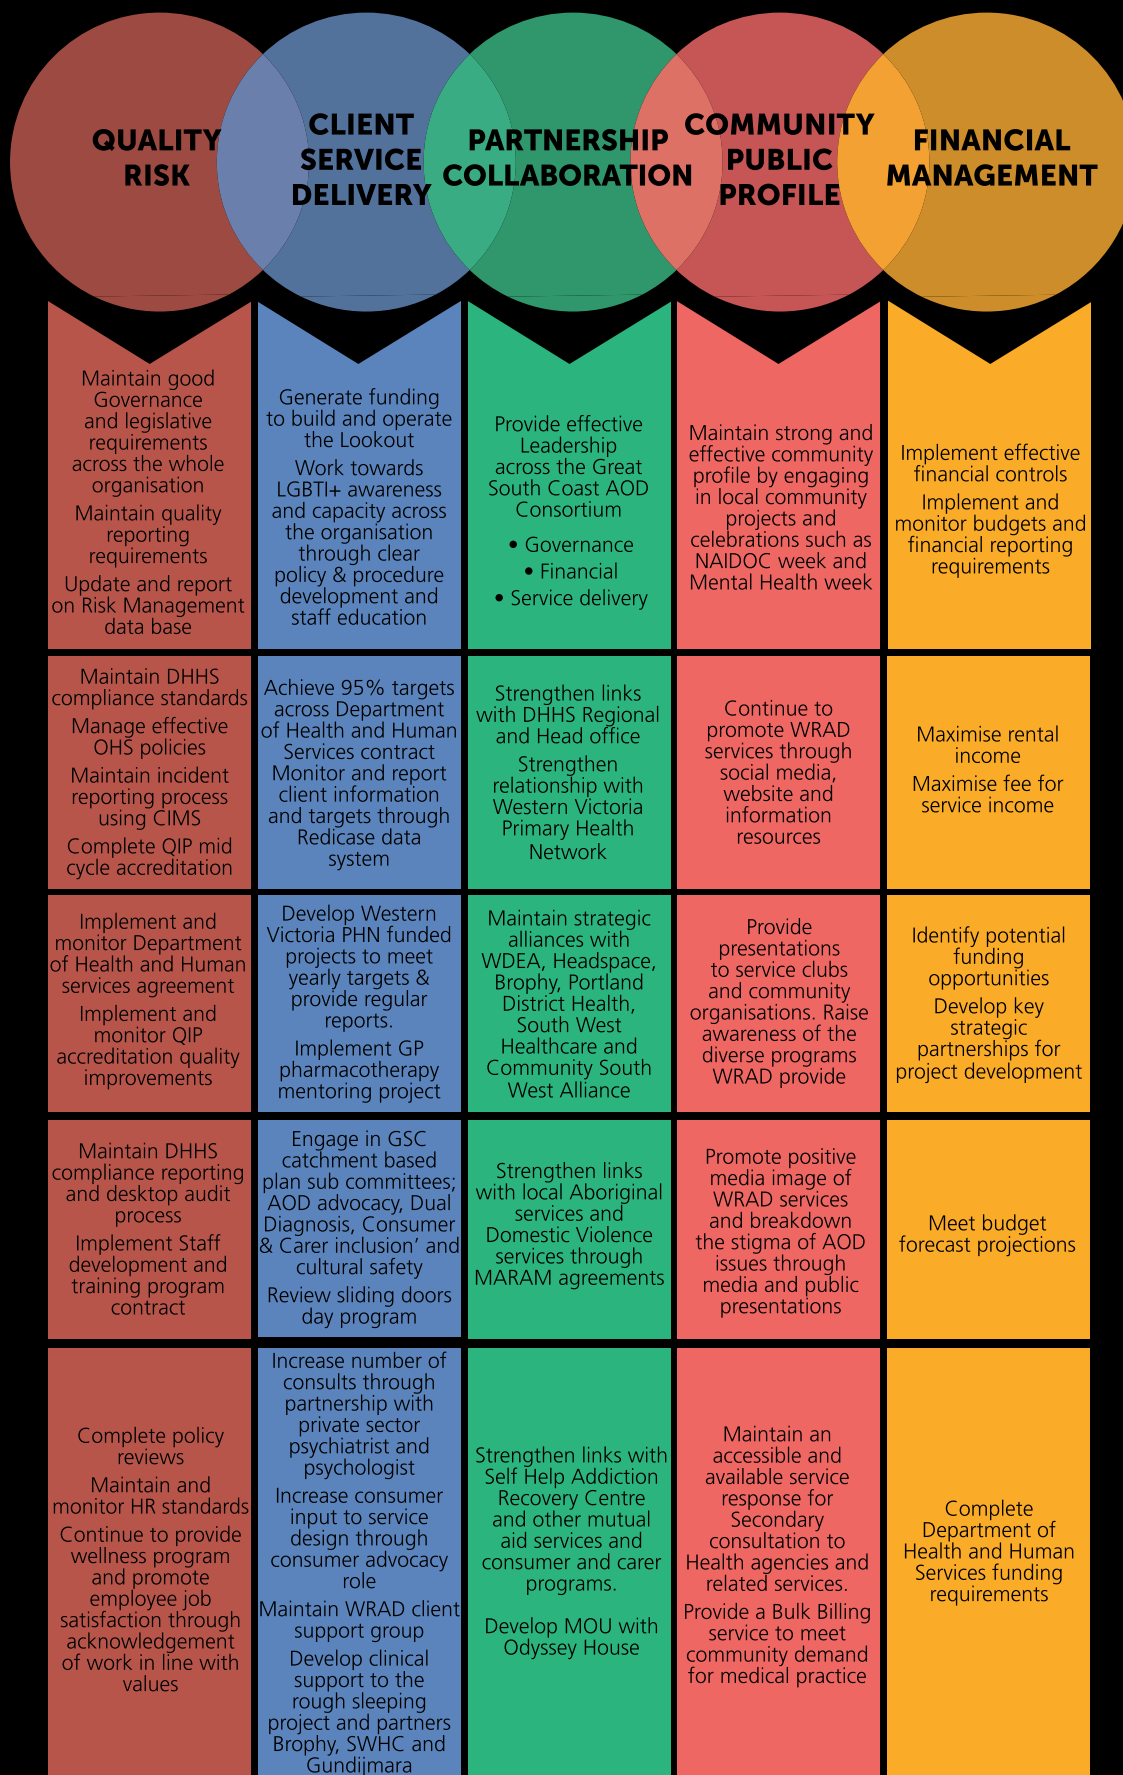 QUALITY
RISK
CLIENT
SERVICE
DELIVERY
PARTNERSHIP
COLLABORATION
COMMUNITY
PUBLIC
PROFILE
FINANCIAL
MANAGEMENT
Maintain good
Governance
and legislative
requirements
across the whole
organisation
Maintain quality
reporting
requirements
Update and report
on Risk Management
data base
Generate funding
to build and operate
the Lookout
Work towards
LGBTI+ awareness
and capacity across
the organisation
through clear
policy & procedure
development and
staff education
Provide effective
Leadership
across the Great
South Coast AOD
Consortium
• Governance
• Financial
• Service delivery
Maintain strong and
effective community
profile by engaging
in local community
projects and
celebrations such as
NAIDOC week and
Mental Health week
Implement effective
financial controls
Implement and
monitor budgets and
financial reporting
requirements
Maintain DHHS
compliance standards
Manage effective
OHS policies
Maintain incident
reporting process
using CIMS
Complete QIP mid
cycle accreditation
Achieve 95% targets
across Department
of Health and Human
Services contract
Monitor and report
client information
and targets through
Redicase data
system
Strengthen links
with DHHS Regional
and Head office
Strengthen
relationship with
Western Victoria
Primary Health
Network
Continue to
promote WRAD
services through
social media,
website and
information
resources
Maximise rental
income
Maximise fee for
service income
Implement and
monitor Department
of Health and Human
services agreement
Implement and
monitor QIP
accreditation quality
improvements
Develop Western
Victoria PHN funded
projects to meet
yearly targets &
provide regular
reports.
Implement GP
pharmacotherapy
mentoring project
Maintain strategic
alliances with
WDEA, Headspace,
Brophy, Portland
District Health,
South West
Healthcare and
Community South
West Alliance
Provide
presentations
to service clubs
and community
organisations. Raise
awareness of the
diverse programs
WRAD provide
Identify potential
funding
opportunities
Develop key
strategic
partnerships for
project development
Maintain DHHS
compliance reporting
and desktop audit
process
Implement Staff
development and
training program
contract
Engage in GSC
catchment based
plan sub committees;
AOD advocacy, Dual
Diagnosis, Consumer
& Carer inclusion’ and
cultural safety
Review sliding doors
day program
Strengthen links
with local Aboriginal
services and
Domestic Violence
services through
MARAM agreements
Promote positive
media image of
WRAD services
and breakdown
the stigma of AOD
issues through
media and public
presentations
Meet budget
forecast projections
Complete policy
reviews
Maintain and
monitor HR standards
Continue to provide
wellness program
and promote
employee job
satisfaction through
acknowledgement
of work in line with
values
Increase number of
consults through
partnership with
private sector
psychiatrist and
psychologist
Increase consumer
input to service
design through
consumer advocacy
role
Maintain WRAD client
support group
Develop clinical
support to the
rough sleeping
project and partners
Brophy, SWHC and
Gundijmara
Strengthen links with
Self Help Addiction
Recovery Centre
and other mutual
aid services and
consumer and carer
programs.
Develop MOU with
Odyssey House
Maintain an
accessible and
available service
response for
Secondary
consultation to
Health agencies and
related services.
Provide a Bulk Billing
service to meet
community demand
for medical practice
Complete
Department of
Health and Human
Services funding
requirements